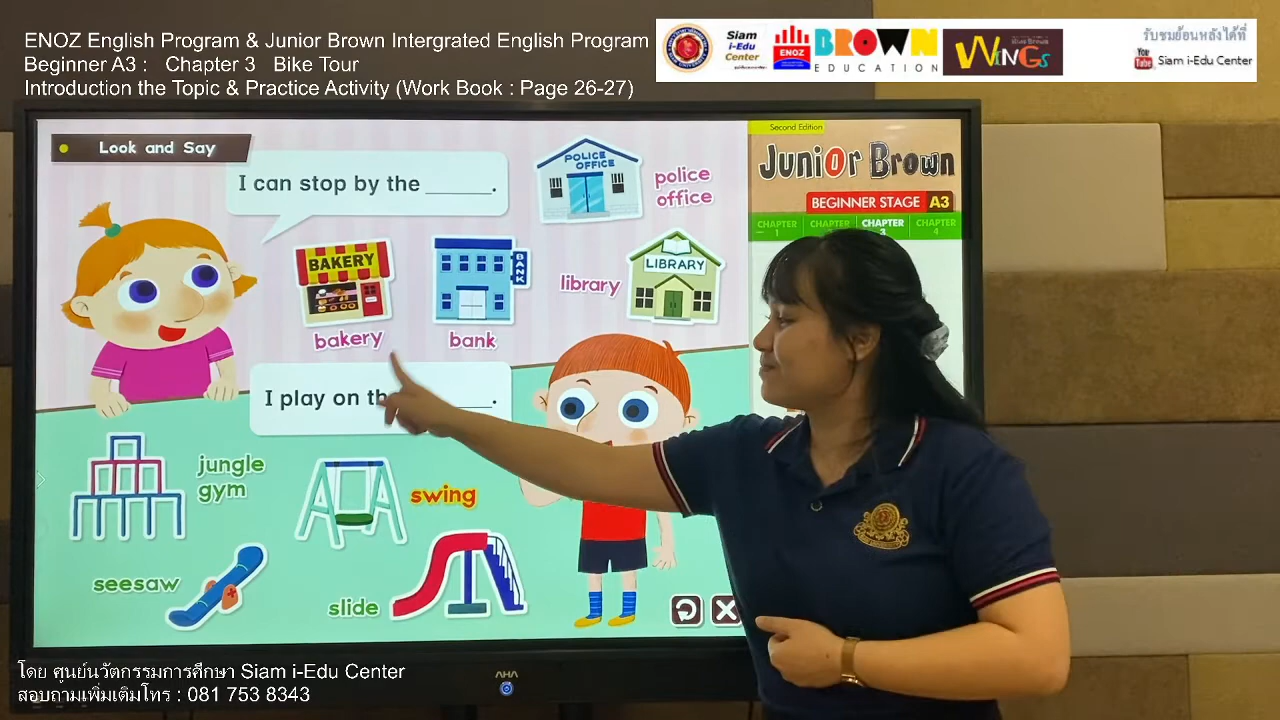 ENOZ English Program & Junior Brown Intergrated English Program
Beginner A3 : Chapter 3 Bike Tour
Introduction the Topic & Practice Activity (Work Book : Page 26-27)
Siam
i-Edu
Center
ENOZ
BROWN
EDUCATION
WiNGs
รับชมย้อนหลังได้ที่
You
Tube
Siam i-Edu Center
Look and Say
I can stop by the ______.
POLICE
OFFICE
police
office
BAKERY
bakery
BANK
bank
library
LIBRARY
I play on th
.
jungle
gym
swing
seesaw
slide
Second Edition
Junior Brown
BEGINNER STAGE A3
CHAPTER
1
CHAPTER
CHAPTER
3
CHAPTER
4
โดย ศูนย์นวัตกรรมการศึกษา Siam i-Edu Center
สอบถามเพิ่มเติมโทร : 081 753 8343
AHA